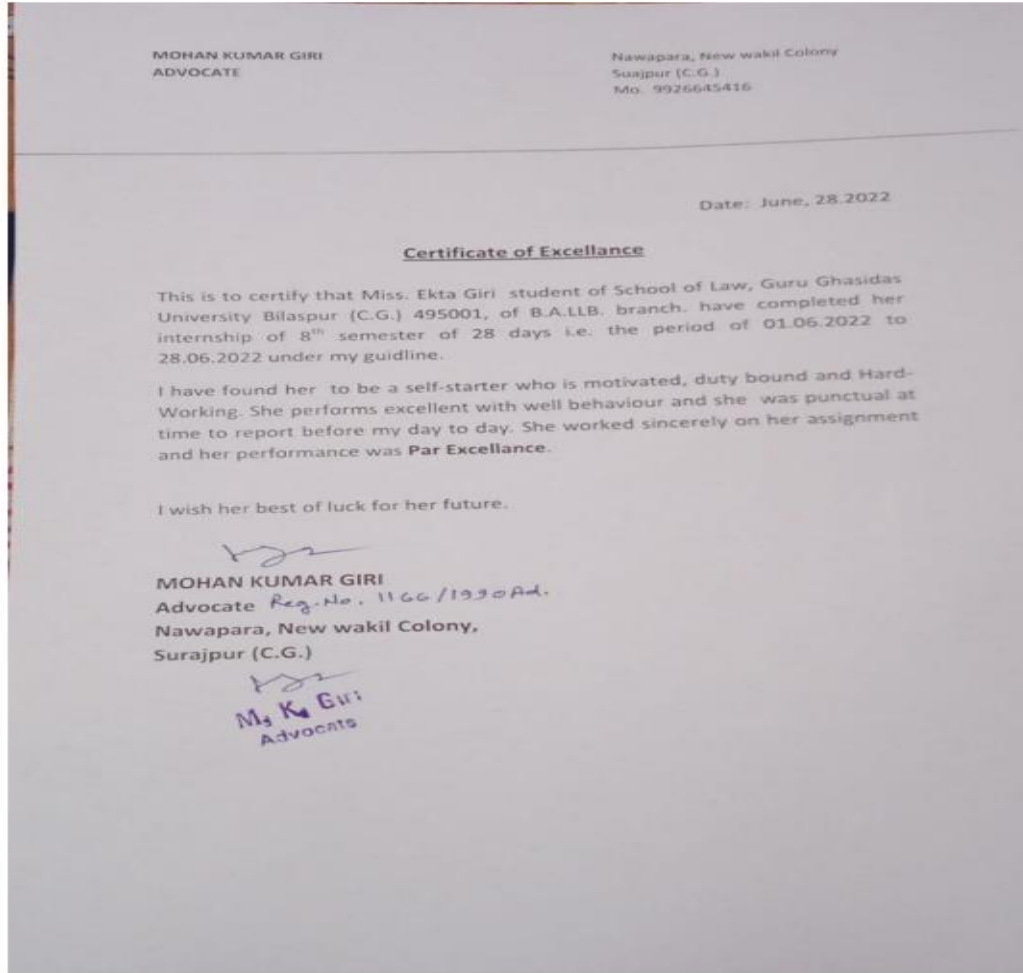 MOHAN KUMAR GIRI
ADVOCATE
Nawapara, New wakil Colony
Suajpur (C.G.)
Mo. 9926645416
Date: June, 28.2022
Certificate of Excellance
This is to certify that Miss. Ekta Giri student of School of Law, Guru Ghasidas
University Bilaspur (C.G.) 495001, of B.A.LLB. branch. have completed her
internship of 8th semester of 28 days i.e. the period of 01.06.2022 to
28.06.2022 under my guidline.
I have found her to be a self-starter who is motivated, duty bound and Hard-
Working. She performs excellent with well behaviour and she was punctual at
time to report before my day to day. She worked sincerely on her assignment
and her performance was Par Excellance.
I wish her best of luck for her future.
MOHAN KUMAR GIRI
Advocate Reg. No. 1166/1990Ad.
Nawapara, New wakil Colony,
Surajpur (C.G.)
M. K. Giri
Advocate